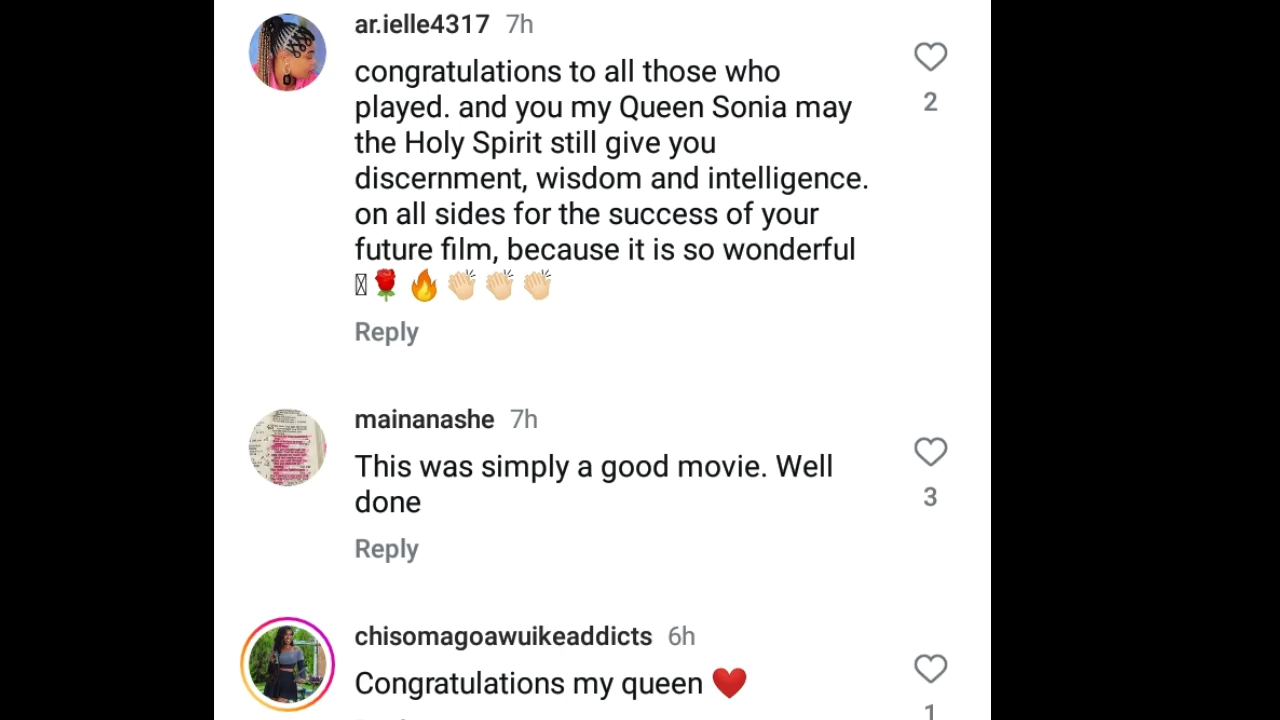 ar.ielle4317 7h
congratulations to all those who
played. and you my Queen Sonia may
the Holy Spirit still give you
discernment, wisdom and intelligence.
on all sides for the success of your
future film, because it is so wonderful
🌹🔥👏🏻👏🏻👏🏻
2
Reply
mainanashe 7h
This was simply a good movie. Well
done
3
Reply
chisomagoawuikeaddicts 6h
Congratulations my queen ❤️
1